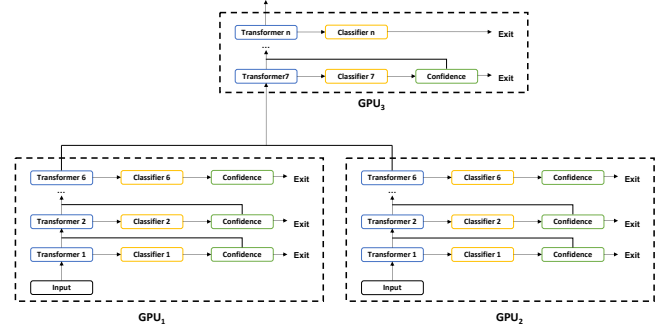 Transformer n Classifier n Exit
...
Transformer7 Classifier 7 Confidence Exit
GPU3
Transformer 6 Classifier 6 Confidence Exit
...
Transformer 2 Classifier 2 Confidence Exit
Transformer 1 Classifier 1 Confidence Exit
Input
GPU1
Transformer 6 Classifier 6 Confidence Exit
...
Transformer 2 Classifier 2 Confidence Exit
Transformer 1 Classifier 1 Confidence Exit
Input
GPU2